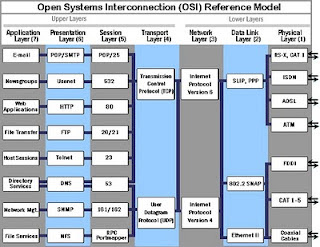 Open Systems Interconnection (OSI) Reference Model
Upper Layers
Lower Layers
Application
Layer (7)
Presentation
Layer (6)
Session
Layer (5)
Transport
Layer (4)
Network
Layer (3)
Data Link
Layer (2)
Physical
Layer (1)
E-mail
POP/SMTP
POP/25
Newsgroups
Usenet
532
Web
Applications
HTTP
80
File Transfer
FTP
20/21
Host Sessions
Telnet
23
Directory
Services
DNS
53
Network Mgt.
SNMP
161/162
File Services
NFS
RPC
Portmapper
Transmission
Control
Protocol (TCP)
User
Datagram
Protocol (UDP)
Internet
Protocol
Version 6
Internet
Protocol
Version 4
SLIP, PPP
802.2 SNAP
Ethernet II
RS-X, CAT 1
ISDN
ADSL
ATM
FDDI
CAT 1-5
Coaxial
Cables